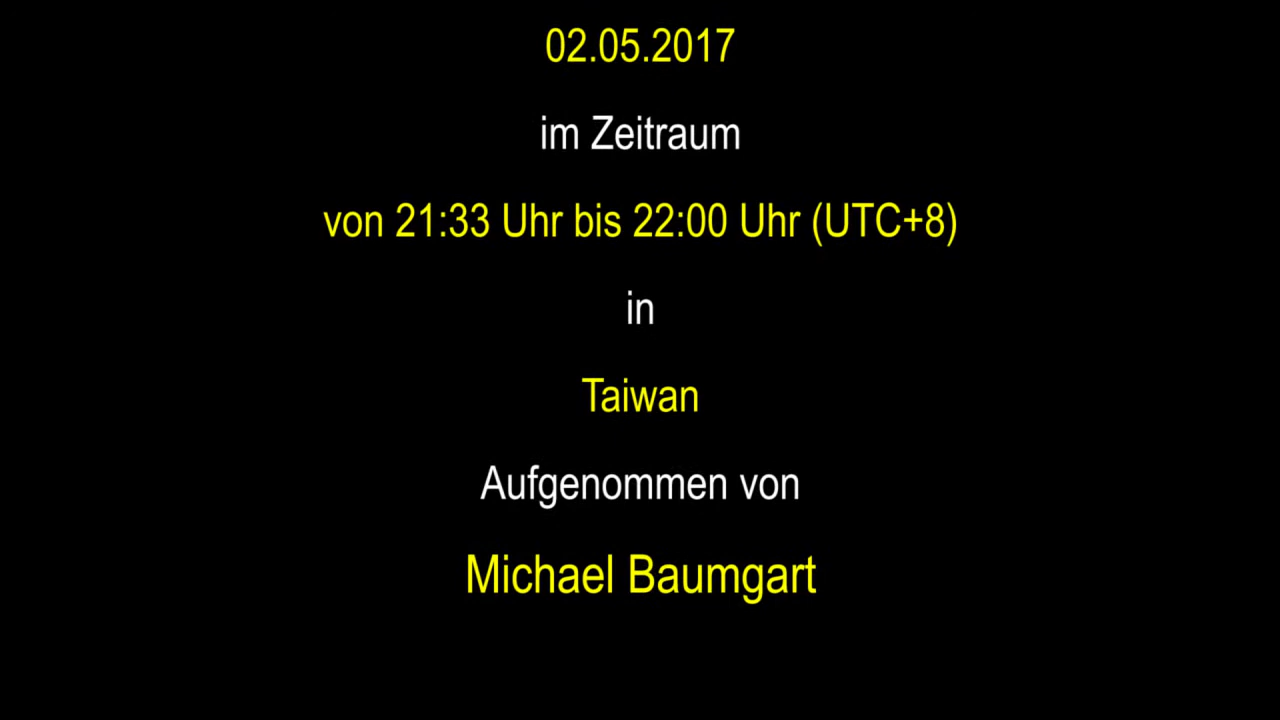 02.05.2017
im Zeitraum
von 21:33 Uhr bis 22:00 Uhr (UTC+8)
in
Taiwan
Aufgenommen von
Michael Baumgart